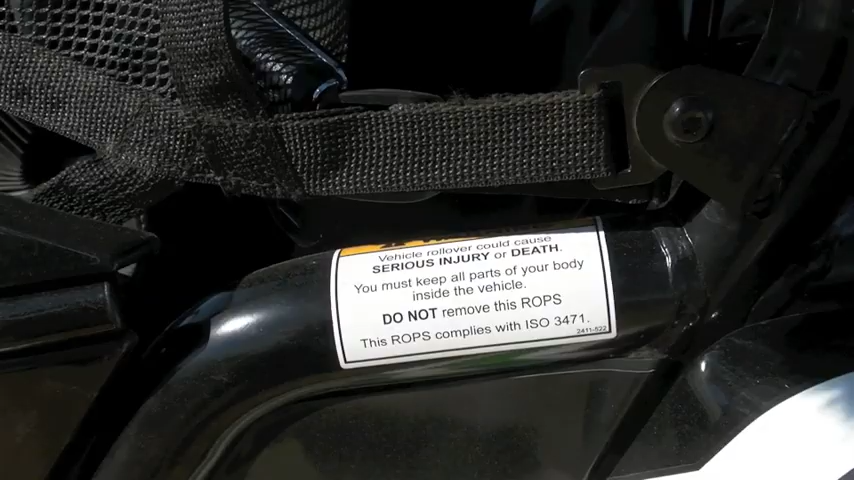 Vehicle rollover could cause
SERIOUS INJURY or DEATH.
You must keep all parts of your body
inside the vehicle.
DO NOT remove this ROPS
This ROPS complies with ISO 3471.
2411-522